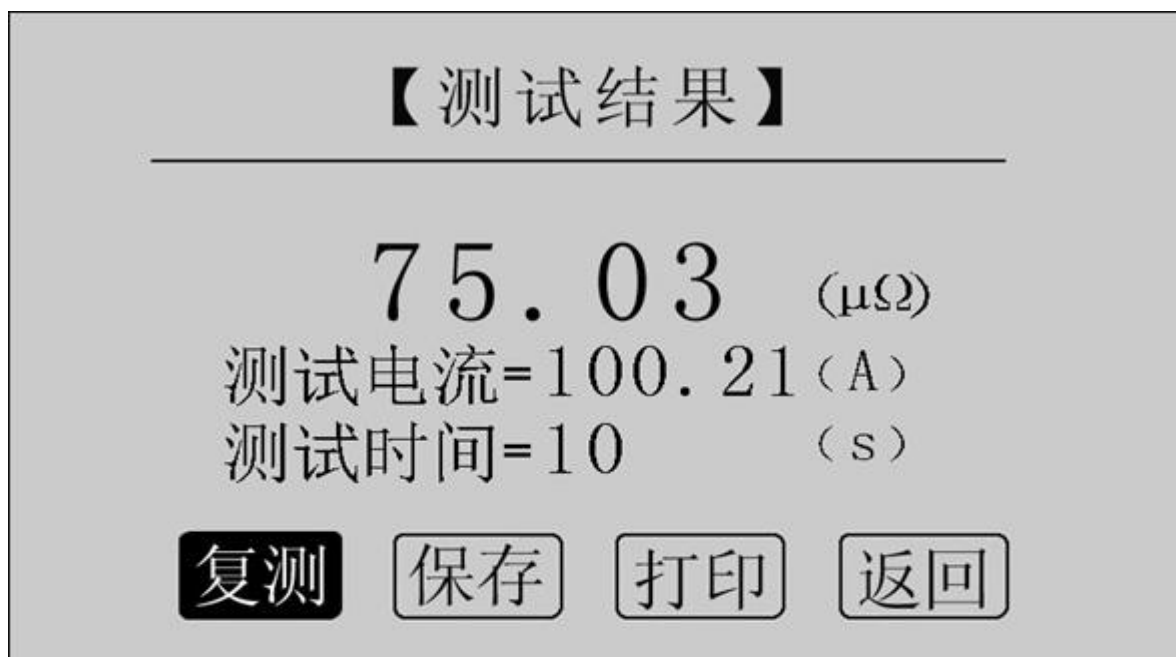 【测试结果】
75.03 (μΩ)
测试电流=100.21(A)
测试时间=10 (s)
复测 保存 打印 返回